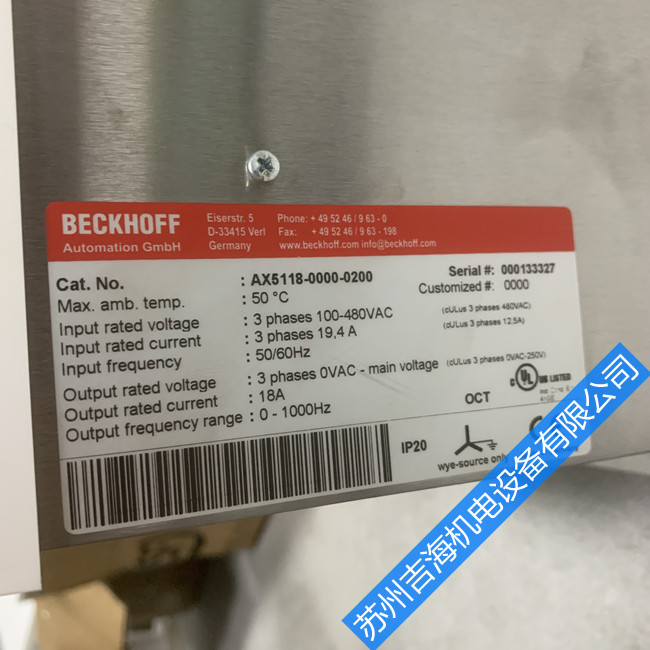 BECKHOFF
Automation GmbH
Eiserstr. 5
D-33415 Verl
Germany
Phone: + 49 52 46 / 9 63 - 0
Fax: + 49 52 46 / 9 63 - 198
www.beckhoff.com info@beckhoff.com
Cat. No. : AX5118-0000-0200
Serial #: 000133327
Max. amb. temp. : 50 °C
Customized #: 0000
Input rated voltage : 3 phases 100-480VAC (cULus 3 phases 480VAC)
Input rated current : 3 phases 19,4 A (cULus 3 phases 12.5A)
Input frequency : 50/60Hz
Output rated voltage : 3 phases 0VAC - main voltage (cULus 3 phases 0VAC-250V)
Output rated current : 18A
Output frequency range : 0 - 1000Hz
OCT
c UL US LISTED
IP20
wye-source only
苏州吉海机电设备有限公司